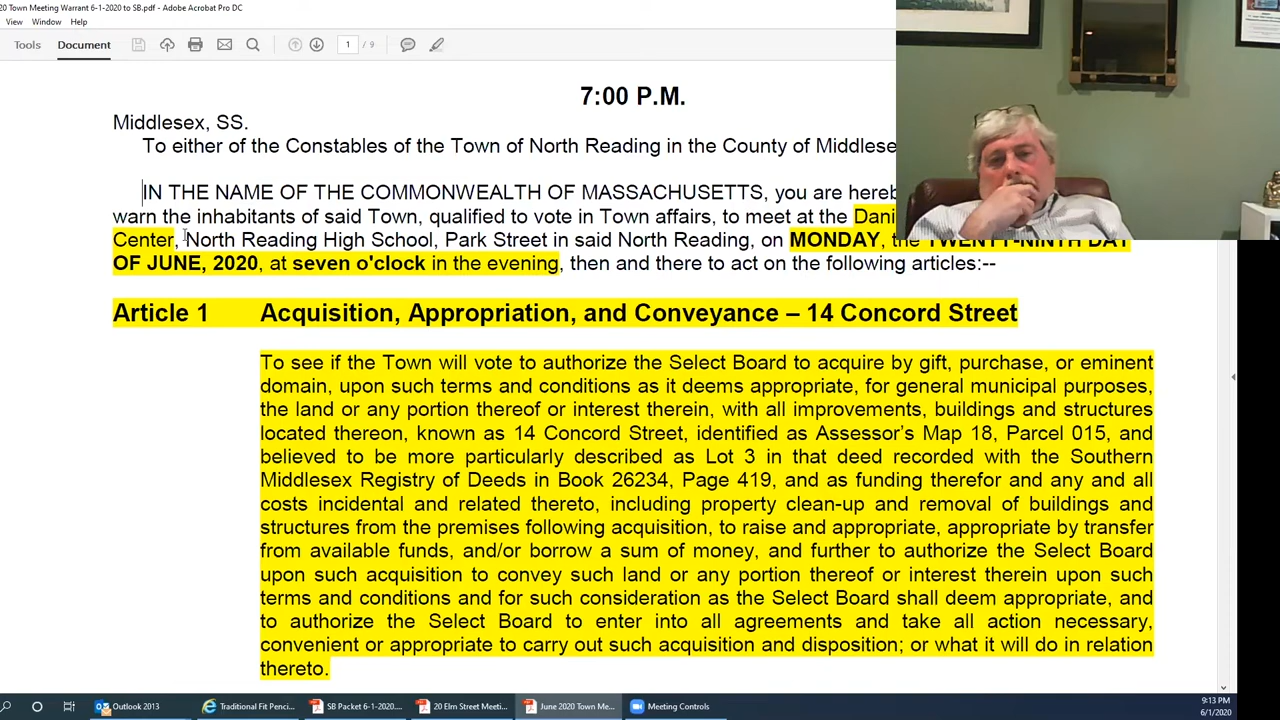 20 Town Meeting Warrant 6-1-2020 to SB.pdf - Adobe Acrobat Pro DC
View Window Help
Tools Document 1 / 9
7:00 P.M.
Middlesex, SS.
To either of the Constables of the Town of North Reading in the County of
IN THE NAME OF THE COMMONWEALTH OF MASSACHUSETTS, you are
warn the inhabitants of said Town, qualified to vote in Town affairs, to meet at the
Center, North Reading High School, Park Street in said North Reading, on MONDAY, the TWENTY-NINTH DAY
OF JUNE, 2020, at seven o'clock in the evening, then and there to act on the following articles:--
Article 1 Acquisition, Appropriation, and Conveyance – 14 Concord Street
To see if the Town will vote to authorize the Select Board to acquire by gift, purchase, or eminent
domain, upon such terms and conditions as it deems appropriate, for general municipal purposes,
the land or any portion thereof or interest therein, with all improvements, buildings and structures
located thereon, known as 14 Concord Street, identified as Assessor’s Map 18, Parcel 015, and
believed to be more particularly described as Lot 3 in that deed recorded with the Southern
Middlesex Registry of Deeds in Book 26234, Page 419, and as funding therefor and any and all
costs incidental and related thereto, including property clean-up and removal of buildings and
structures from the premises following acquisition, to raise and appropriate, appropriate by transfer
from available funds, and/or borrow a sum of money, and further to authorize the Select Board
upon such acquisition to convey such land or any portion thereof or interest therein upon such
terms and conditions and for such consideration as the Select Board shall deem appropriate, and
to authorize the Select Board to enter into all agreements and take all action necessary,
convenient or appropriate to carry out such acquisition and disposition; or what it will do in relation
thereto.
Outlook 2013 Traditional Fit Penci... SB Packet 6-1-2020.... 20 Elm Street Meeti... June 2020 Town Me... Meeting Controls
9:13 PM
6/1/2020